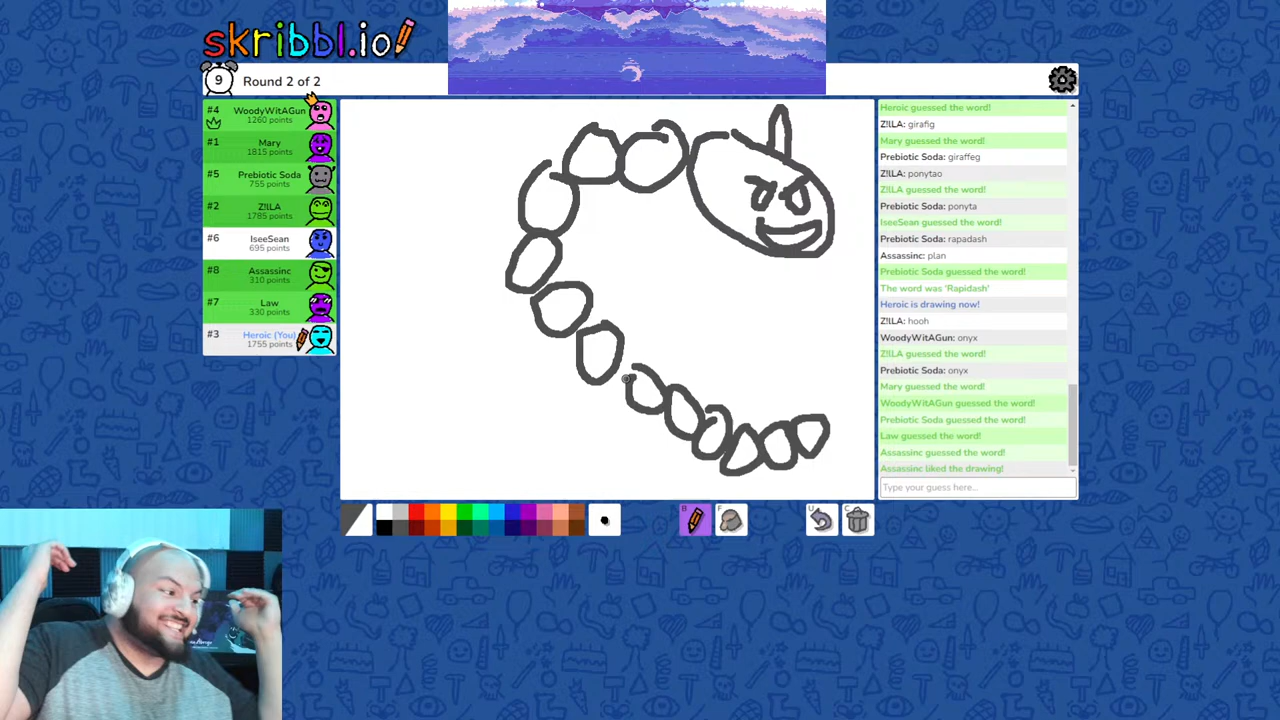 skribbl.io
9
Round 2 of 2
#4 WoodyWitAGun
1260 points
#1 Mary
1815 points
#5 Prebiotic Soda
755 points
#2 Z!LLA
1785 points
#6 IseeSean
695 points
#8 Assassinc
310 points
#7 Law
330 points
#3 Heroic (You)
1755 points
Heroic guessed the word!
Z!LLA: girafig
Mary guessed the word!
Prebiotic Soda: giraffeg
Z!LLA: ponytao
Z!LLA guessed the word!
Prebiotic Soda: ponyta
IseeSean guessed the word!
Prebiotic Soda: rapadash
Assassinc: plan
Prebiotic Soda guessed the word!
The word was 'Rapidash'
Heroic is drawing now!
Z!LLA: hooh
WoodyWitAGun: onyx
Z!LLA guessed the word!
Prebiotic Soda: onyx
Mary guessed the word!
WoodyWitAGun guessed the word!
Prebiotic Soda guessed the word!
Law guessed the word!
Assassinc guessed the word!
Assassinc liked the drawing!
Type your guess here...
B
F
U
C